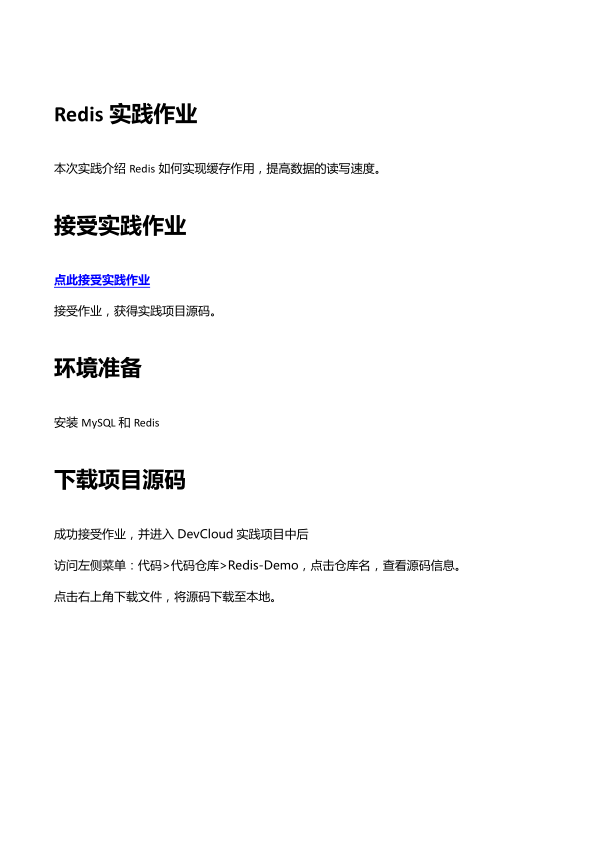 Redis 实践作业
本次实践介绍 Redis 如何实现缓存作用，提高数据的读写速度。
接受实践作业
点此接受实践作业
接受作业，获得实践项目源码。
环境准备
安装 MySQL 和 Redis
下载项目源码
成功接受作业，并进入 DevCloud 实践项目中后
访问左侧菜单：代码>代码仓库>Redis-Demo，点击仓库名，查看源码信息。
点击右上角下载文件，将源码下载至本地。